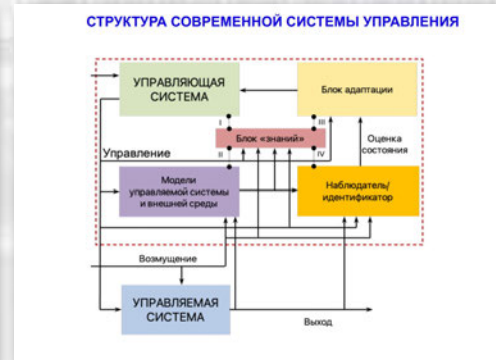 СТРУКТУРА СОВРЕМЕННОЙ СИСТЕМЫ УПРАВЛЕНИЯ
УПРАВЛЯЮЩАЯ
СИСТЕМА
Блок адаптации
I
III
Блок «знаний»
II
IV
Оценка
состояния
Управление
Модели
управляемой системы
и внешней среды
Наблюдатель/
идентификатор
Возмущение
УПРАВЛЯЕМАЯ
СИСТЕМА
Выход